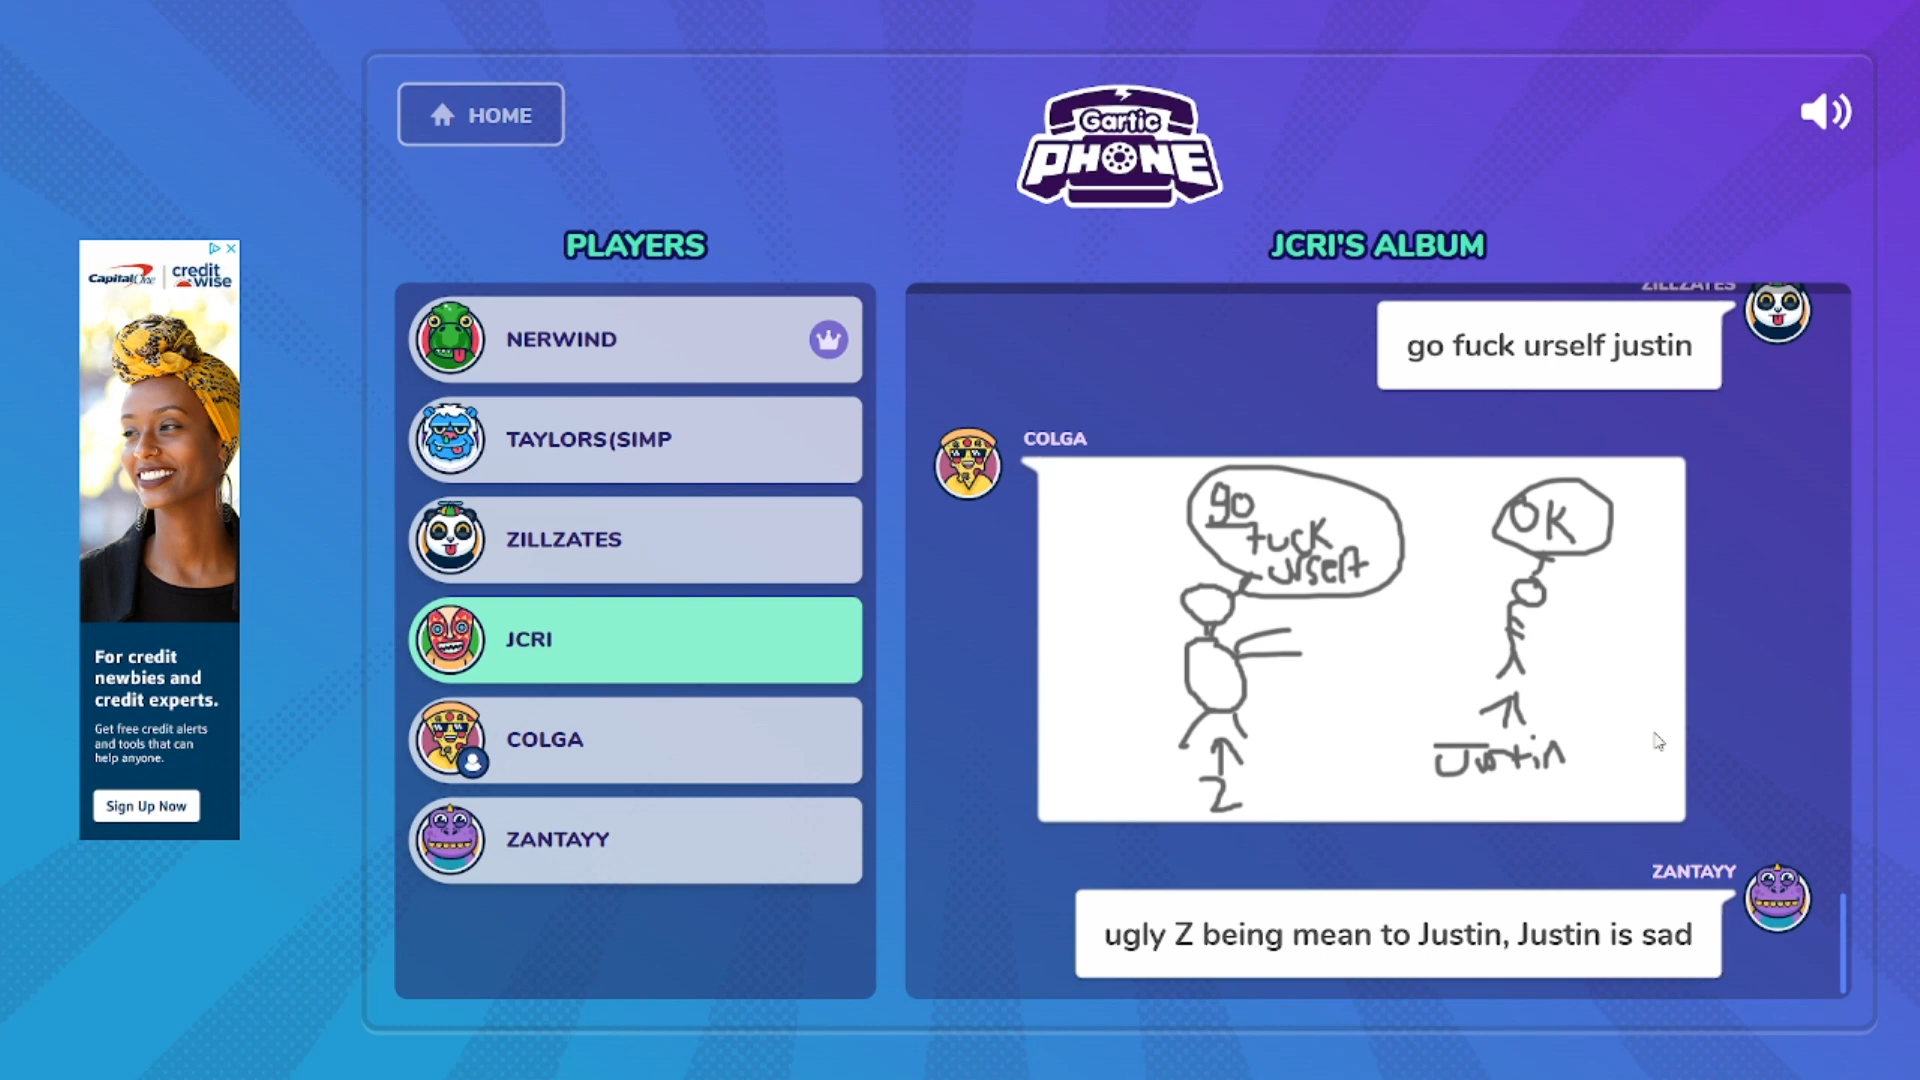 HOME
Gartic
PHONE
PLAYERS
JCRI'S ALBUM
Capital One
credit
wise
For credit
newbies and
credit experts.
Get free credit alerts
and tools that can
help anyone.
Sign Up Now
NERWIND
TAYLORS(SIMP
ZILLZATES
JCRI
COLGA
ZANTAYY
ZILLZATES
go fuck urself justin
COLGA
go
fuck
urself
OK
Z
Justin
ZANTAYY
ugly Z being mean to Justin, Justin is sad